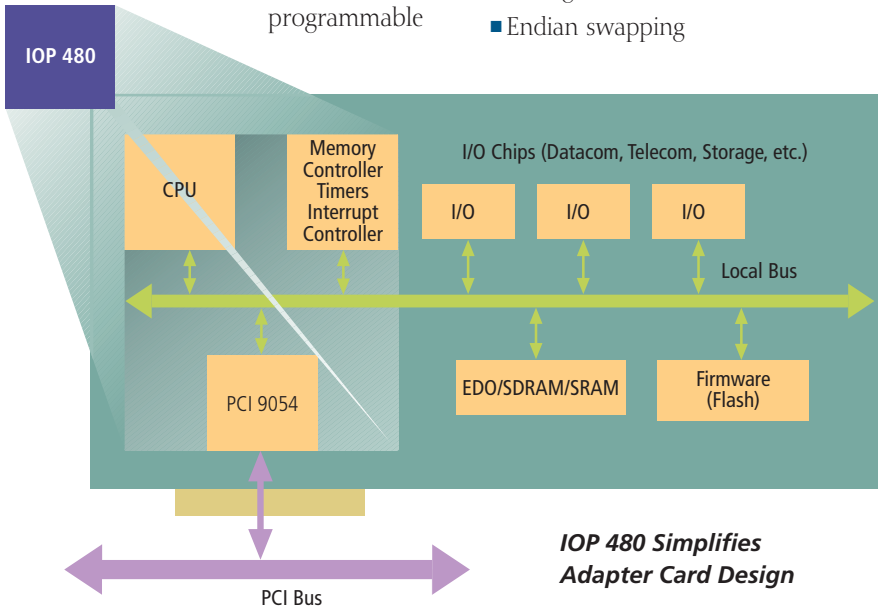 programmable
■ Endian swapping
IOP 480
CPU
Memory
Controller
Timers
Interrupt
Controller
I/O Chips (Datacom, Telecom, Storage, etc.)
I/O
I/O
I/O
Local Bus
PCI 9054
EDO/SDRAM/SRAM
Firmware
(Flash)
PCI Bus
IOP 480 Simplifies
Adapter Card Design